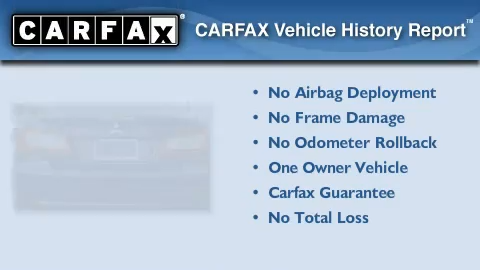 CARFAX® CARFAX Vehicle History Report™
• No Airbag Deployment
• No Frame Damage
• No Odometer Rollback
• One Owner Vehicle
• Carfax Guarantee
• No Total Loss